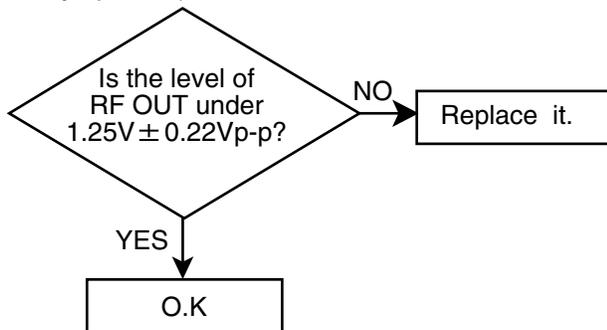 Is the level of
RF OUT under
1.25V ± 0.22Vp-p?
NO
Replace it.
YES
O.K